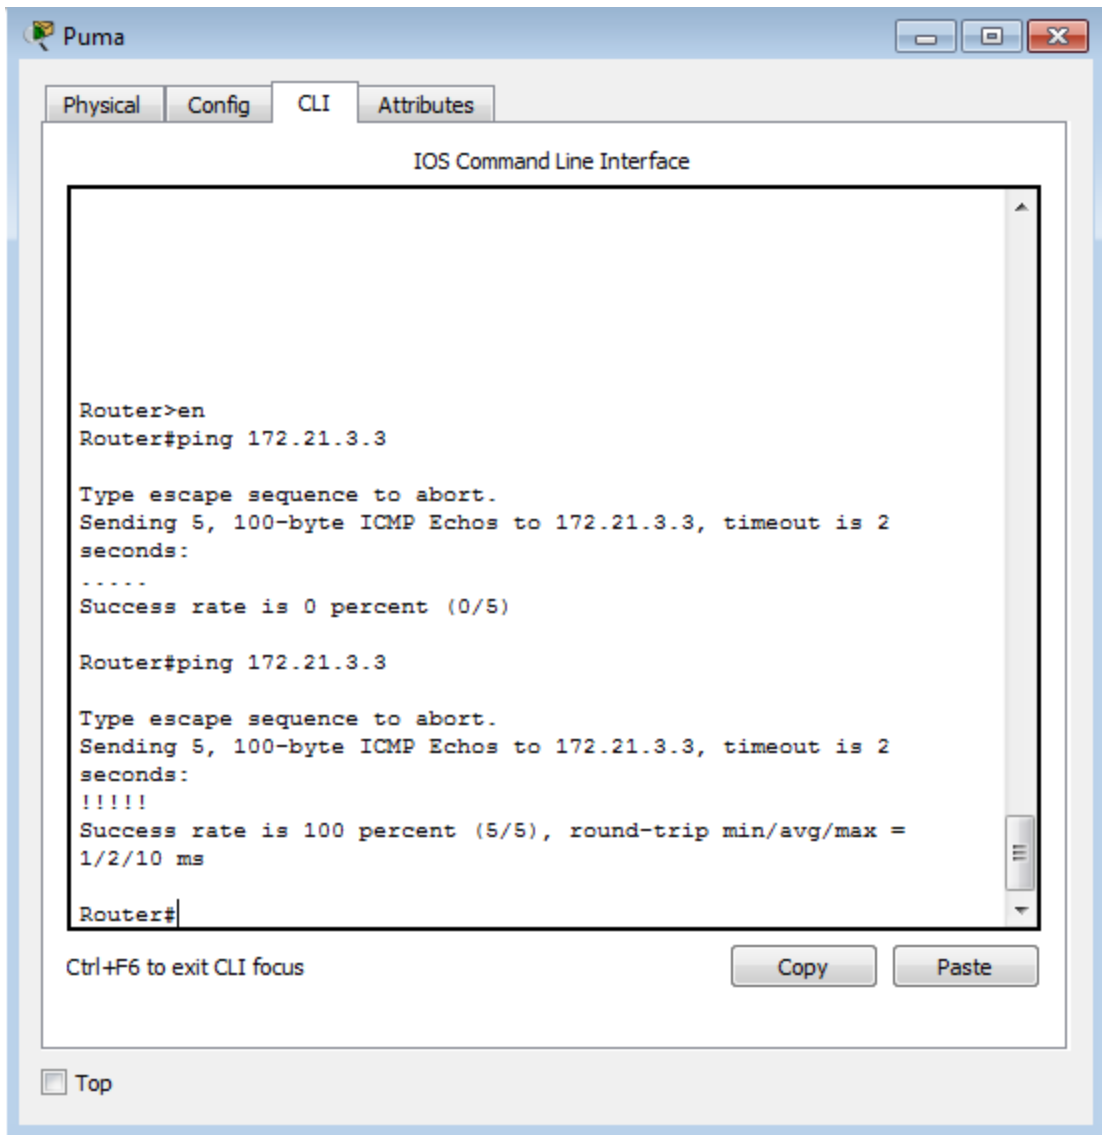 Puma
Physical Config CLI Attributes
IOS Command Line Interface
Router>en
Router#ping 172.21.3.3
Type escape sequence to abort.
Sending 5, 100-byte ICMP Echos to 172.21.3.3, timeout is 2
seconds:
.....
Success rate is 0 percent (0/5)
Router#ping 172.21.3.3
Type escape sequence to abort.
Sending 5, 100-byte ICMP Echos to 172.21.3.3, timeout is 2
seconds:
!!!!!
Success rate is 100 percent (5/5), round-trip min/avg/max =
1/2/10 ms
Router#
Ctrl+F6 to exit CLI focus Copy Paste
Top